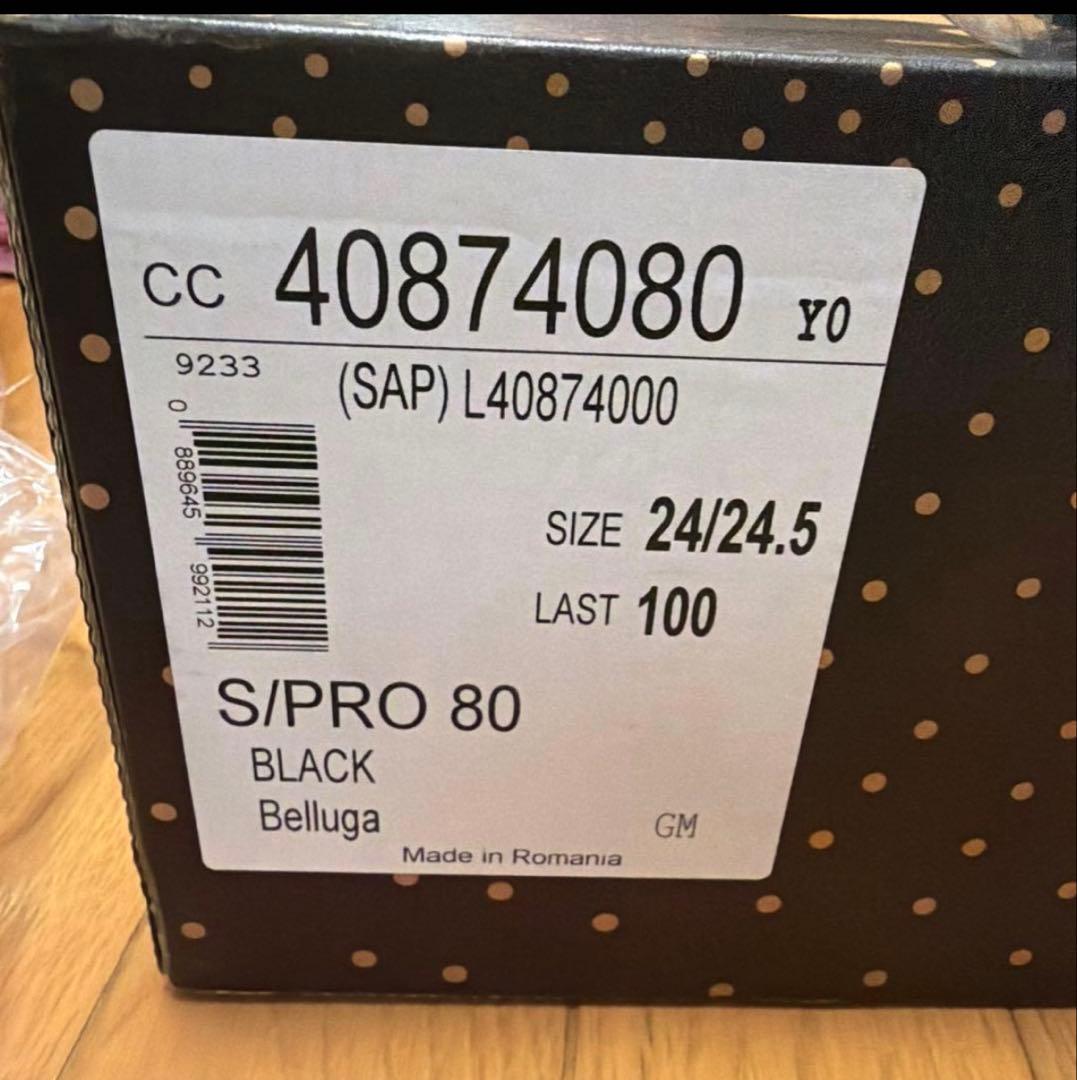 CC 40874080 YO
9233
(SAP) L40874000
0 889645 992112
SIZE 24/24.5
LAST 100
S/PRO 80
BLACK
Belluga
GM
Made in Romania